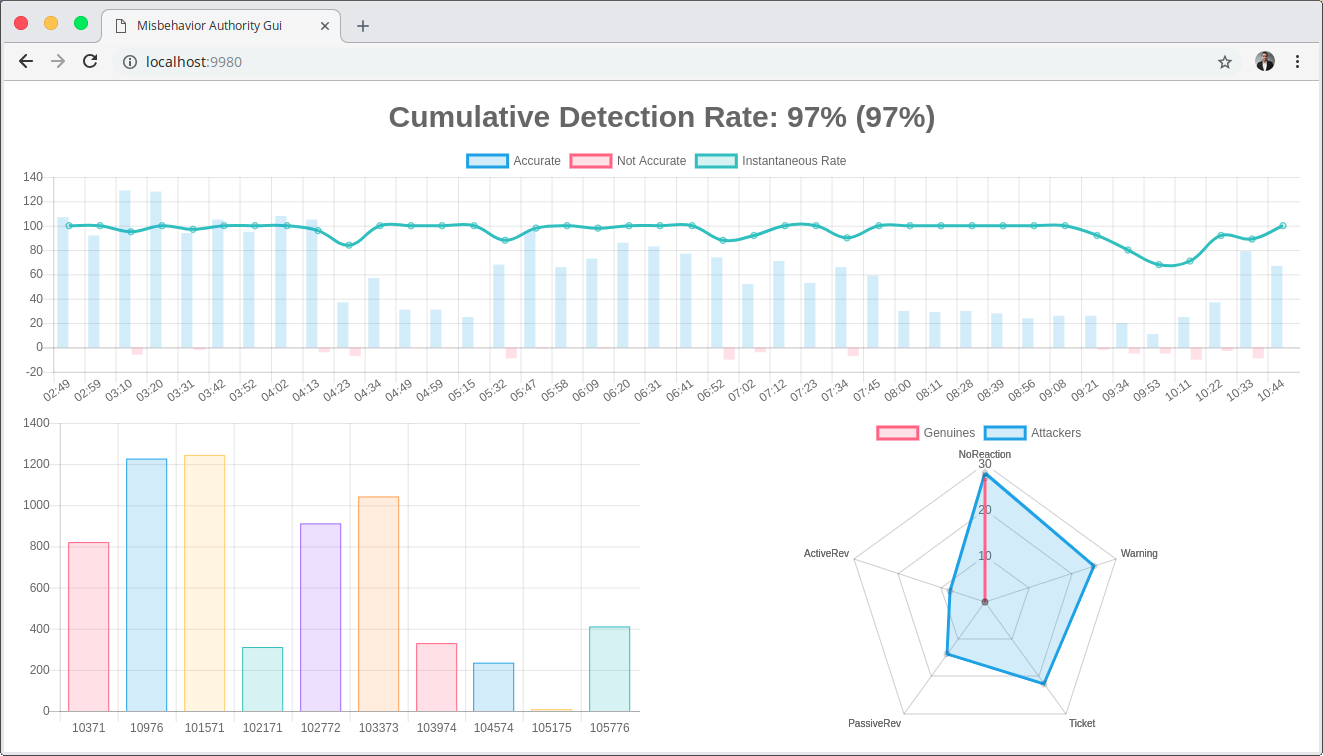 Misbehavior Authority Gui
localhost:9980
Cumulative Detection Rate: 97% (97%)
Accurate Not Accurate Instantaneous Rate
140
120
100
80
60
40
20
0
-20
02:49 02:59 03:10 03:20 03:31 03:42 03:52 04:02 04:13 04:23 04:34 04:49 04:59 05:15 05:32 05:47 05:58 06:09 06:20 06:31 06:41 06:52 07:02 07:12 07:23 07:34 07:45 08:00 08:11 08:28 08:39 08:56 09:08 09:21 09:34 09:53 10:11 10:22 10:33 10:44
1400
1200
1000
800
600
400
200
0
10371 10976 101571 102171 102772 103373 103974 104574 105175 105776
Genuines Attackers
NoReaction
30
20
10
ActiveRev Warning
PassiveRev Ticket